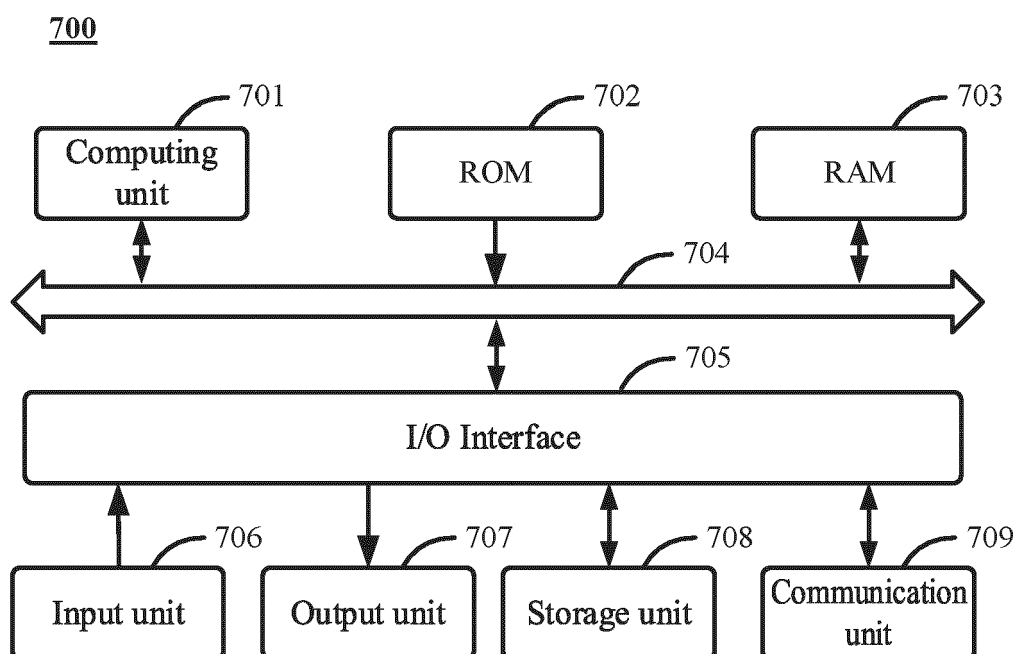 700
701
702
703
Computing
unit
ROM
RAM
704
705
I/O Interface
706
707
708
709
Input unit
Output unit
Storage unit
Communication
unit